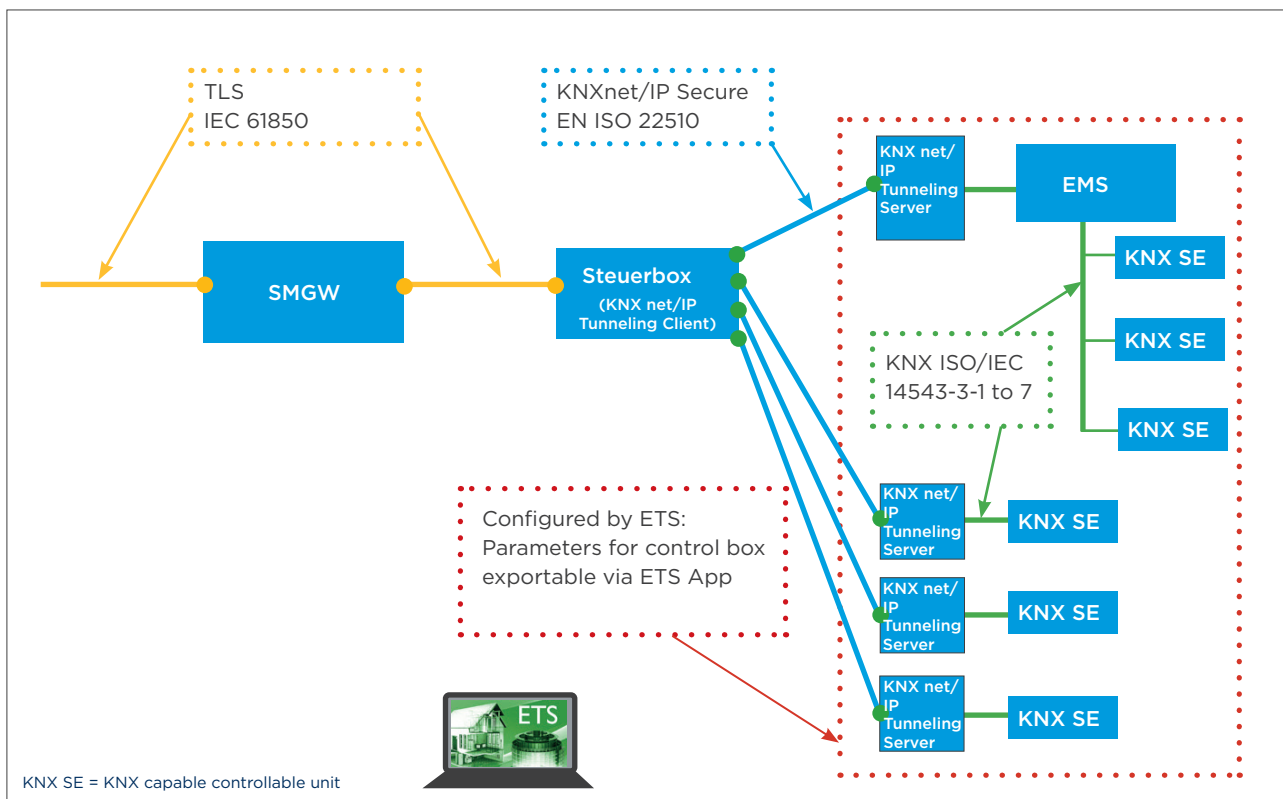 TLS
IEC 61850
KNXnet/IP Secure
EN ISO 22510
KNX net/
IP
Tunneling
Server
EMS
KNX SE
KNX SE
KNX SE
SMGW
Steuerbox
(KNX net/IP
Tunneling Client)
KNX ISO/IEC
14543-3-1 to 7
Configured by ETS:
Parameters for control box
exportable via ETS App
KNX net/
IP
Tunneling
Server
KNX SE
KNX net/
IP
Tunneling
Server
KNX SE
KNX net/
IP
Tunneling
Server
KNX SE
ETS
KNX SE = KNX capable controllable unit